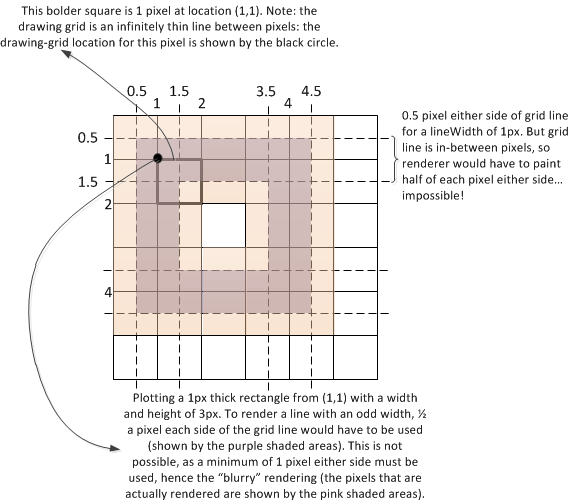 This bolder square is 1 pixel at location (1,1). Note: the
drawing grid is an infinitely thin line between pixels: the
drawing-grid location for this pixel is shown by the black circle.
0.5 1.5 3.5 4.5
1 2 4
0.5
1
1.5
2
4
0.5 pixel either side of grid line
for a lineWidth of 1px. But grid
line is in-between pixels, so
renderer would have to paint
half of each pixel either side...
impossible!
Plotting a 1px thick rectangle from (1,1) with a width
and height of 3px. To render a line with an odd width, ½
a pixel each side of the grid line would have to be used
(shown by the purple shaded areas). This is not
possible, as a minimum of 1 pixel either side must be
used, hence the “blurry” rendering (the pixels that are
actually rendered are shown by the pink shaded areas).